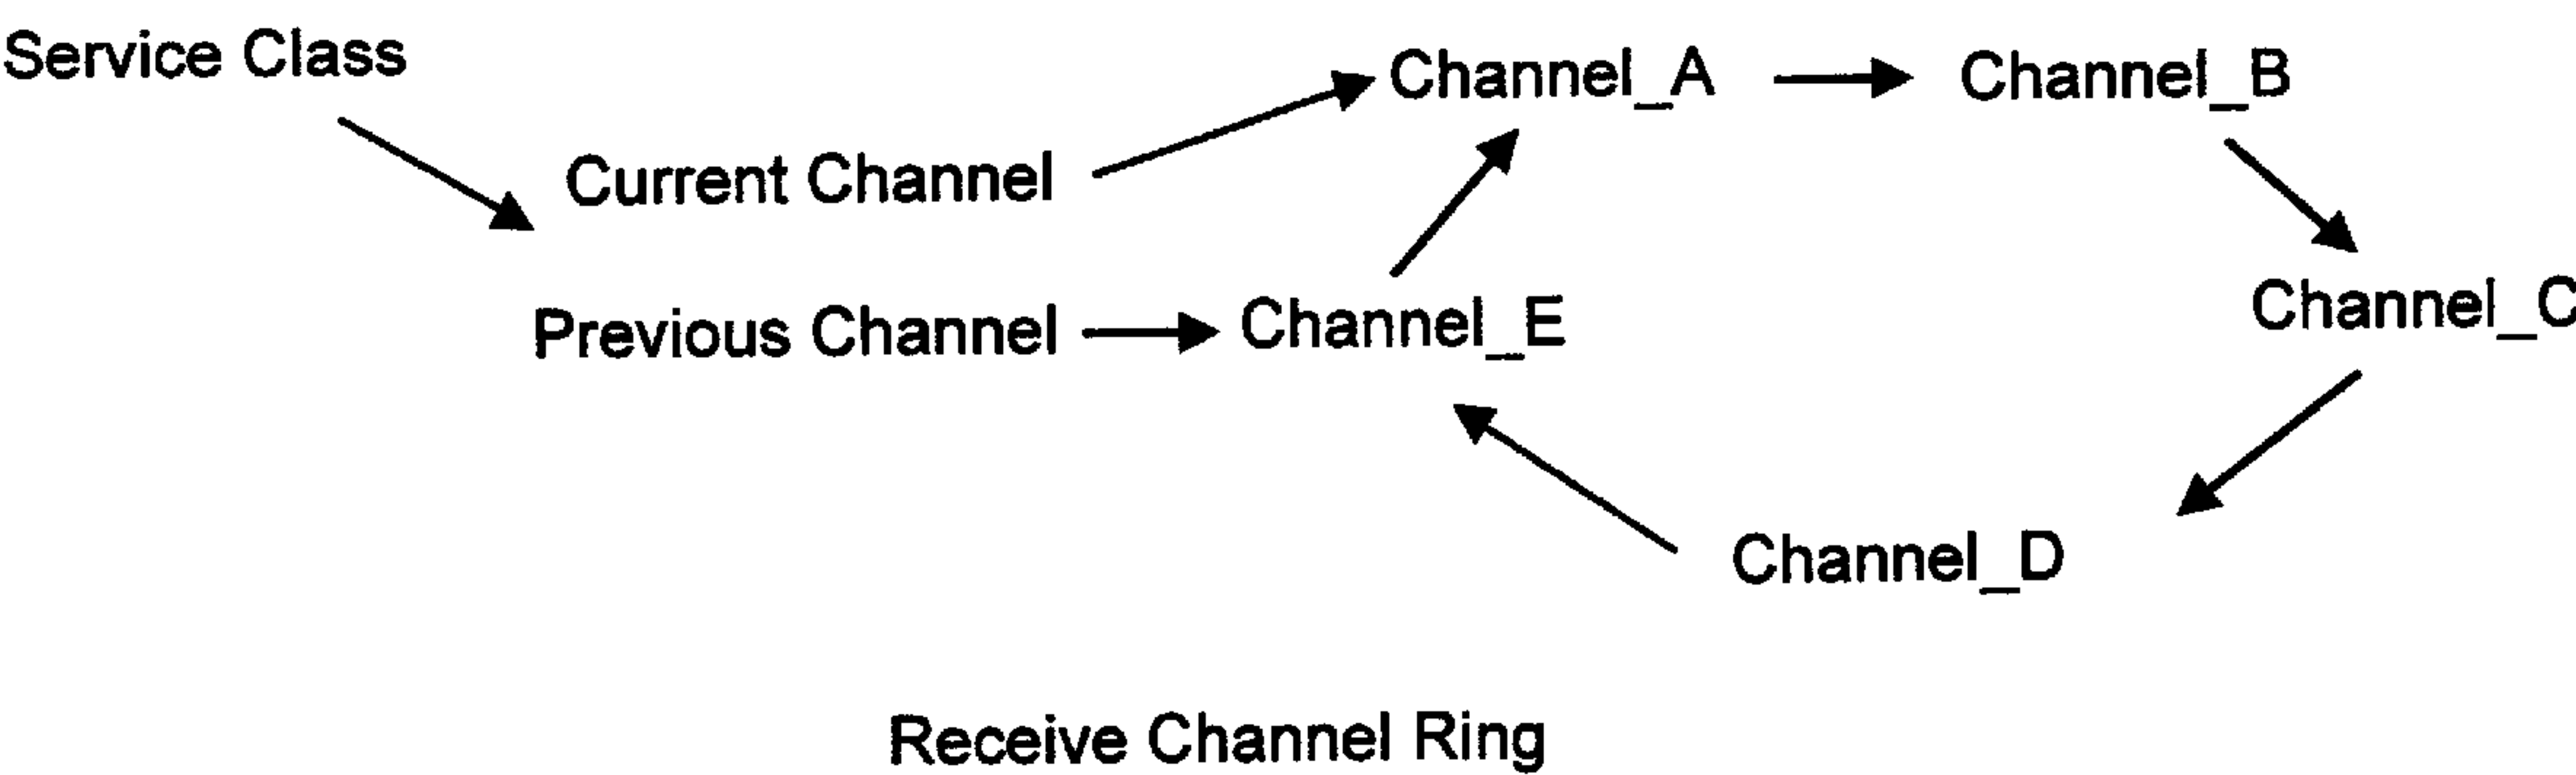 Service Class
Channel_A
Channel_B
Current Channel
Previous Channel
Channel_E
Channel_C
Channel_D
Receive Channel Ring